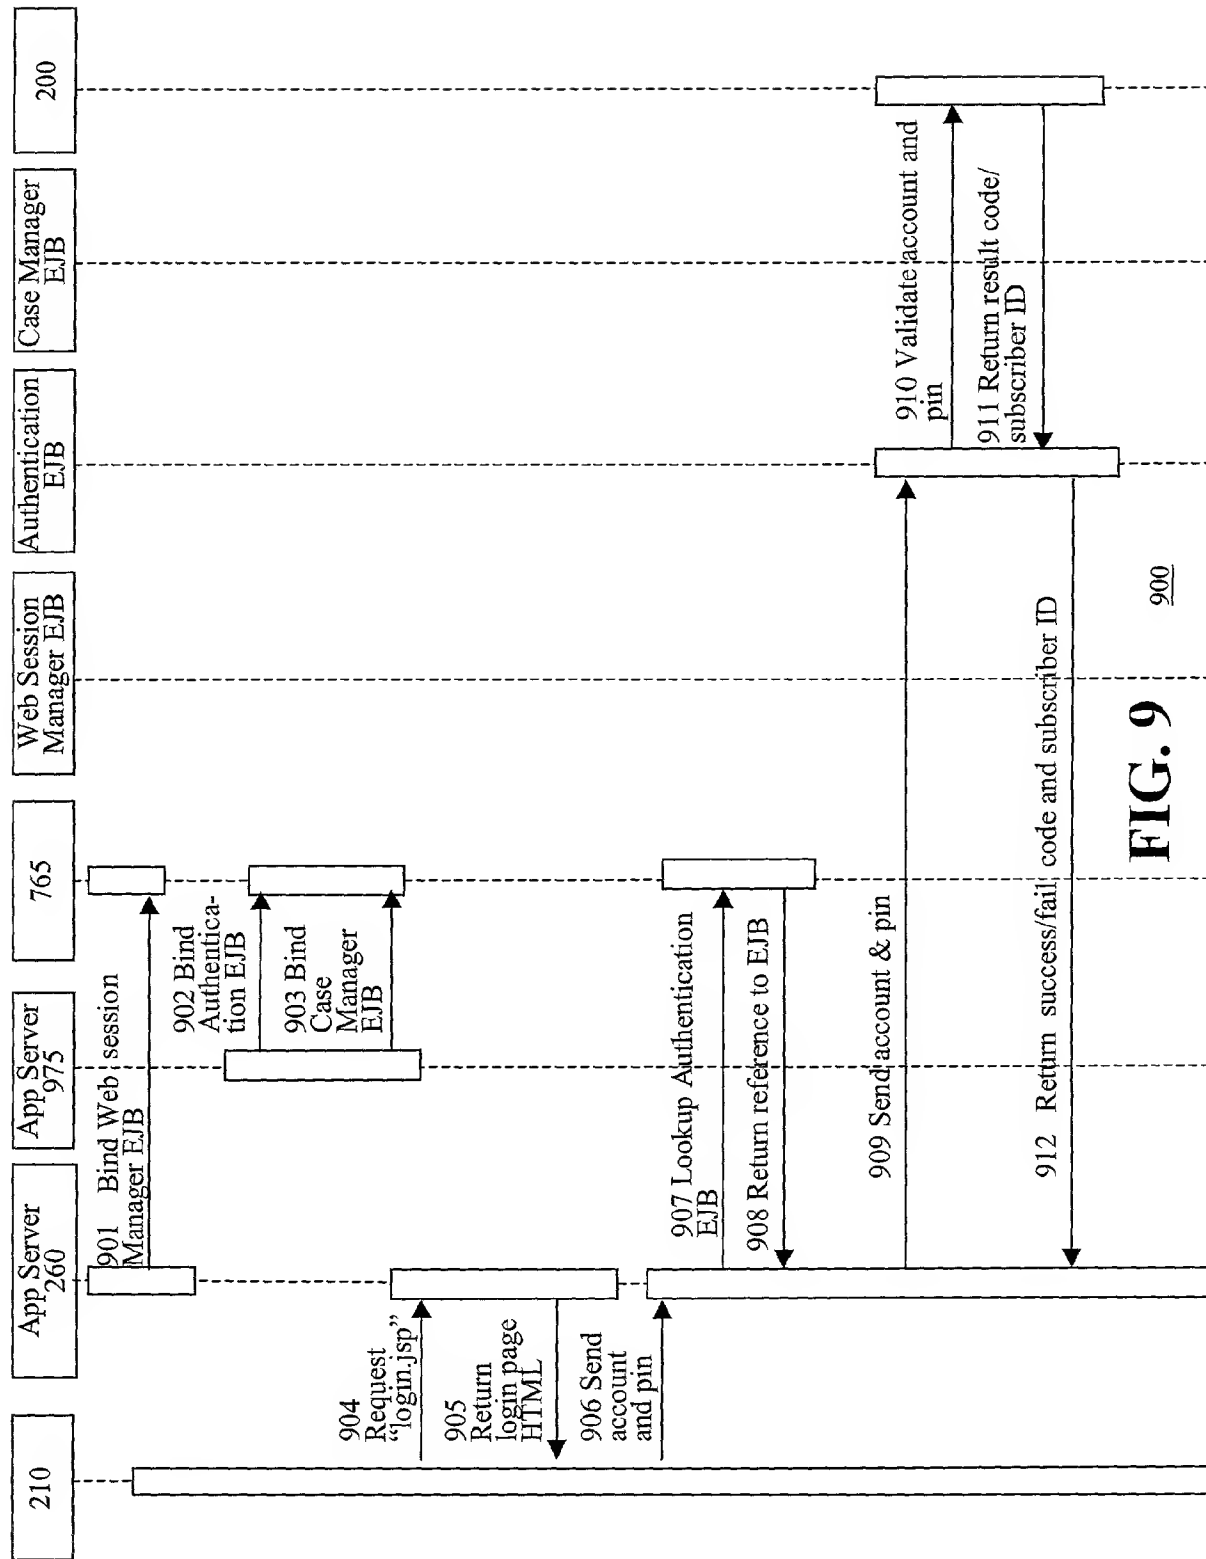 210
App Server
260
App Server
975
765
Web Session
Manager EJB
Authentication
EJB
Case Manager
EJB
200
901 Bind Web session
Manager EJB
902 Bind
Authentica-
tion EJB
903 Bind
Case
Manager
EJB
904
Request
“login.jsp”
905
Return
login page
HTML
906 Send
account
and pin
907 Lookup Authentication
EJB
908 Return reference to EJB
909 Send account & pin
910 Validate account and
pin
911 Return result code/
subscriber ID
912 Return success/fail code and subscriber ID
FIG. 9
900